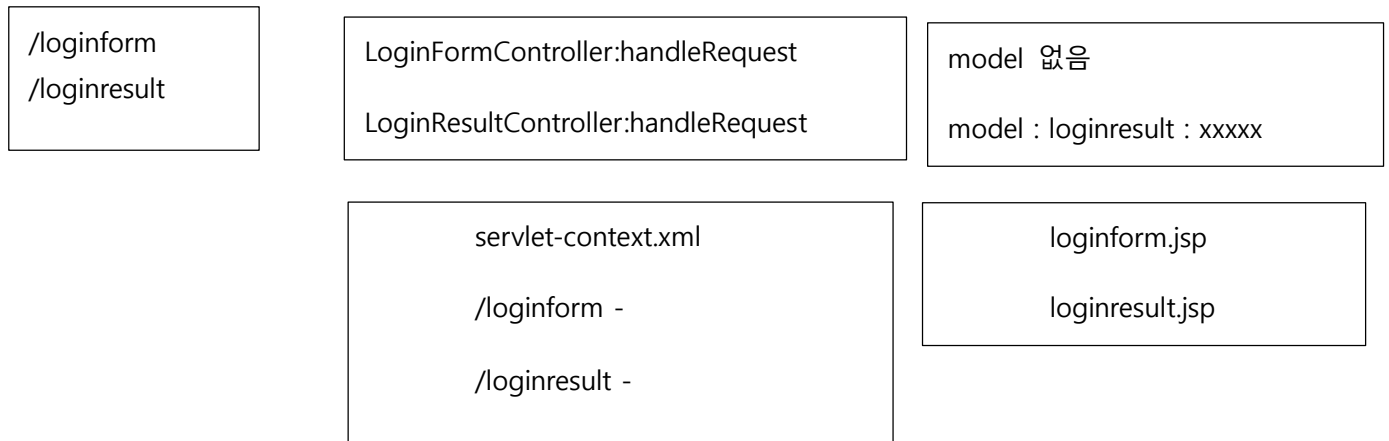 /loginform
/loginresult
LoginFormController:handleRequest
LoginResultController:handleRequest
model 없음
model : loginresult : xxxxx
servlet-context.xml
/loginform -
/loginresult -
loginform.jsp
loginresult.jsp